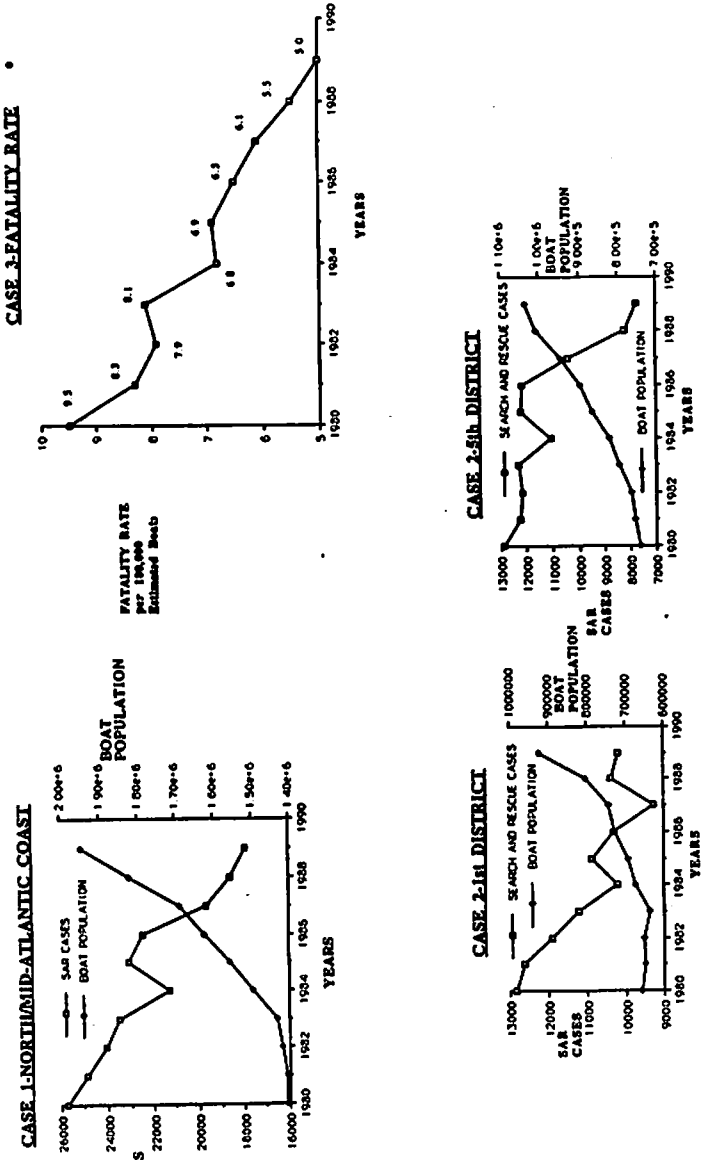 CASE 1-NORTH/MID-ATLANTIC COAST
SAR CASES
BOAT POPULATION
26000
24000
22000
20000
18000
16000
S
2.00e+6
1.90e+6
1.80e+6
1.70e+6
1.60e+6
1.50e+6
1.40e+6
BOAT
POPULATION
1980
1982
1984
1986
1988
1990
YEARS
CASE 3-FATALITY RATE
FATALITY RATE
per 100,000
Estimated Boats
10
9
8
7
6
5
9.5
8.3
7.9
8.1
6.8
6.9
6.5
6.1
5.5
5.0
1980
1982
1984
1986
1988
1990
YEARS
CASE 2-1st DISTRICT
SEARCH AND RESCUE CASES
BOAT POPULATION
13000
12000
11000
10000
9000
SAR
CASES
1000000
900000
800000
700000
600000
BOAT
POPULATION
1980
1982
1984
1986
1988
1990
YEARS
CASE 2-5th DISTRICT
SEARCH AND RESCUE CASES
BOAT POPULATION
13000
12000
11000
10000
9000
8000
7000
SAR
CASES
1.10e+6
1.00e+6
9.00e+5
8.00e+5
7.00e+5
BOAT
POPULATION
1980
1982
1984
1986
1988
1990
YEARS